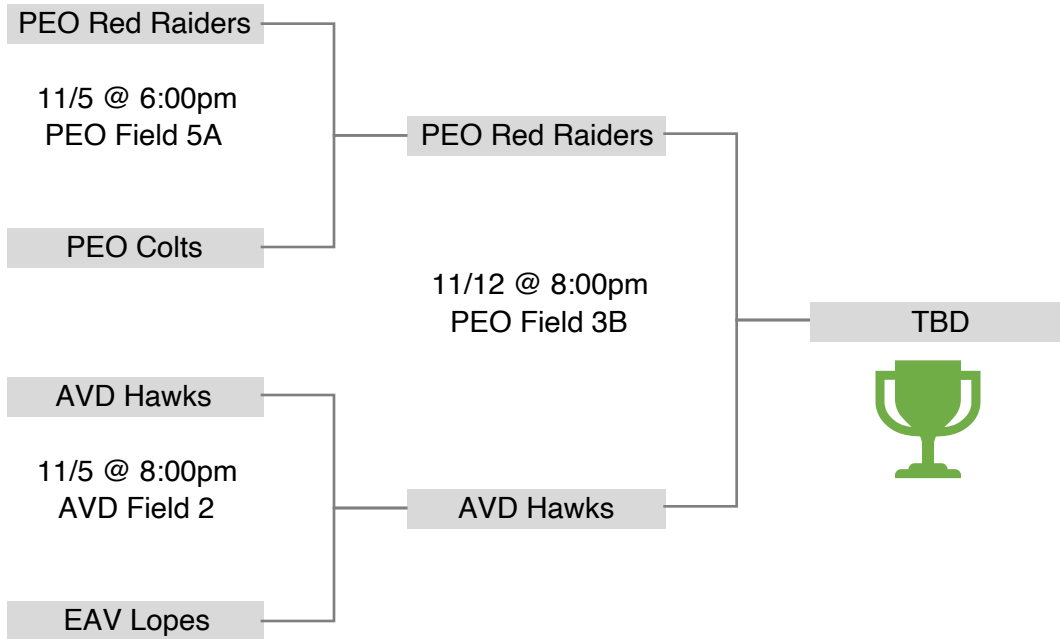 PEO Red Raiders
11/5 @ 6:00pm
PEO Field 5A
PEO Colts
AVD Hawks
11/5 @ 8:00pm
AVD Field 2
EAV Lopes
PEO Red Raiders
11/12 @ 8:00pm
PEO Field 3B
AVD Hawks
TBD